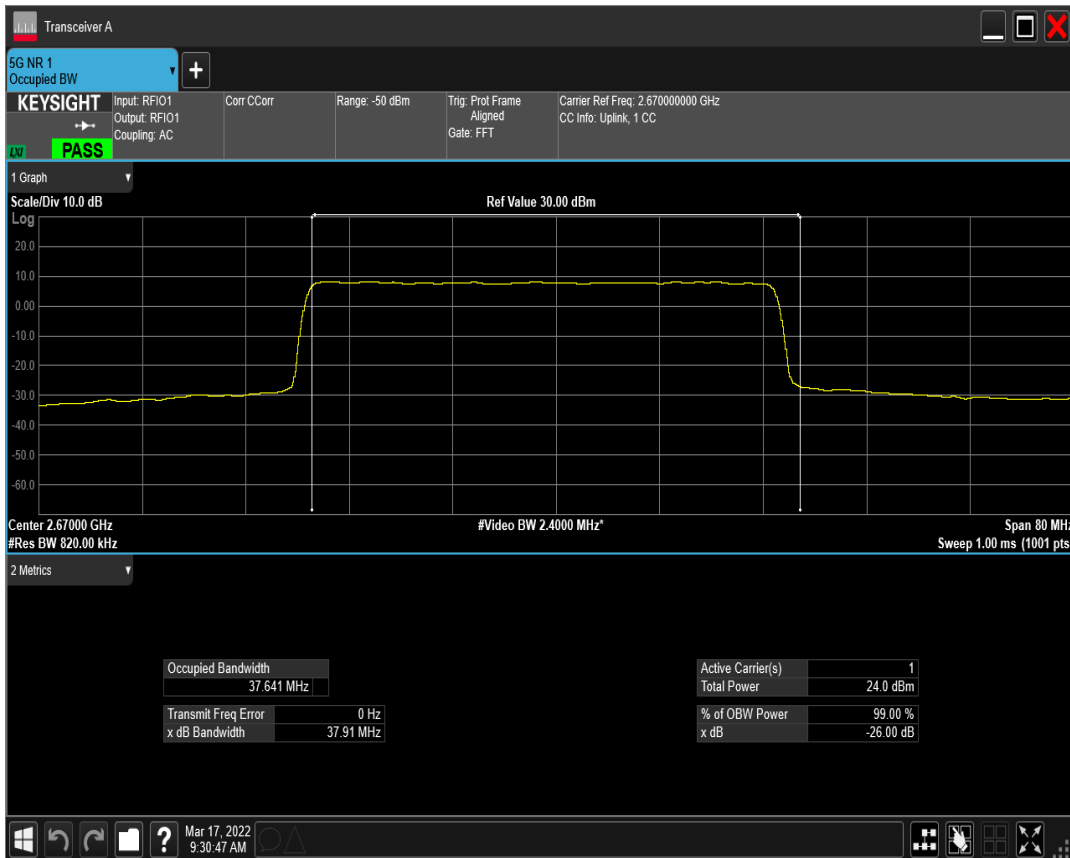 Transceiver A
5G NR 1
Occupied BW
+
KEYSIGHT
LXI
PASS
Input: RFIO1
Output: RFIO1
Coupling: AC
Corr CCorr
Range: -50 dBm
Trig: Prot Frame
Aligned
Gate: FFT
Carrier Ref Freq: 2.670000000 GHz
CC Info: Uplink, 1 CC
1 Graph
Scale/Div 10.0 dB
Ref Value 30.00 dBm
Log
20.0
10.0
0.00
-10.0
-20.0
-30.0
-40.0
-50.0
-60.0
Center 2.67000 GHz
#Video BW 2.4000 MHz*
Span 80 MHz
#Res BW 820.00 kHz
Sweep 1.00 ms (1001 pts
2 Metrics
Occupied Bandwidth
37.641 MHz
Transmit Freq Error 0 Hz
x dB Bandwidth 37.91 MHz
Active Carrier(s) 1
Total Power 24.0 dBm
% of OBW Power 99.00 %
x dB -26.00 dB
?
Mar 17, 2022
9:30:47 AM